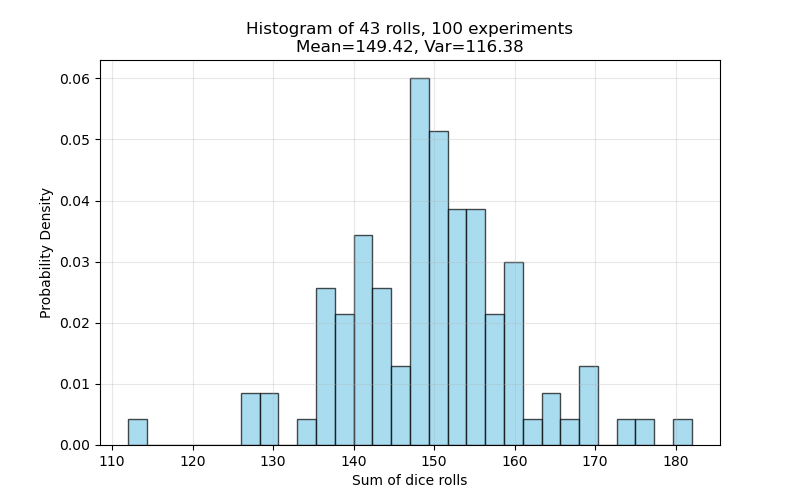 Histogram of 43 rolls, 100 experiments
Mean=149.42, Var=116.38
0.06
0.05
0.04
0.03
0.02
0.01
0.00
Probability Density
110 120 130 140 150 160 170 180
Sum of dice rolls